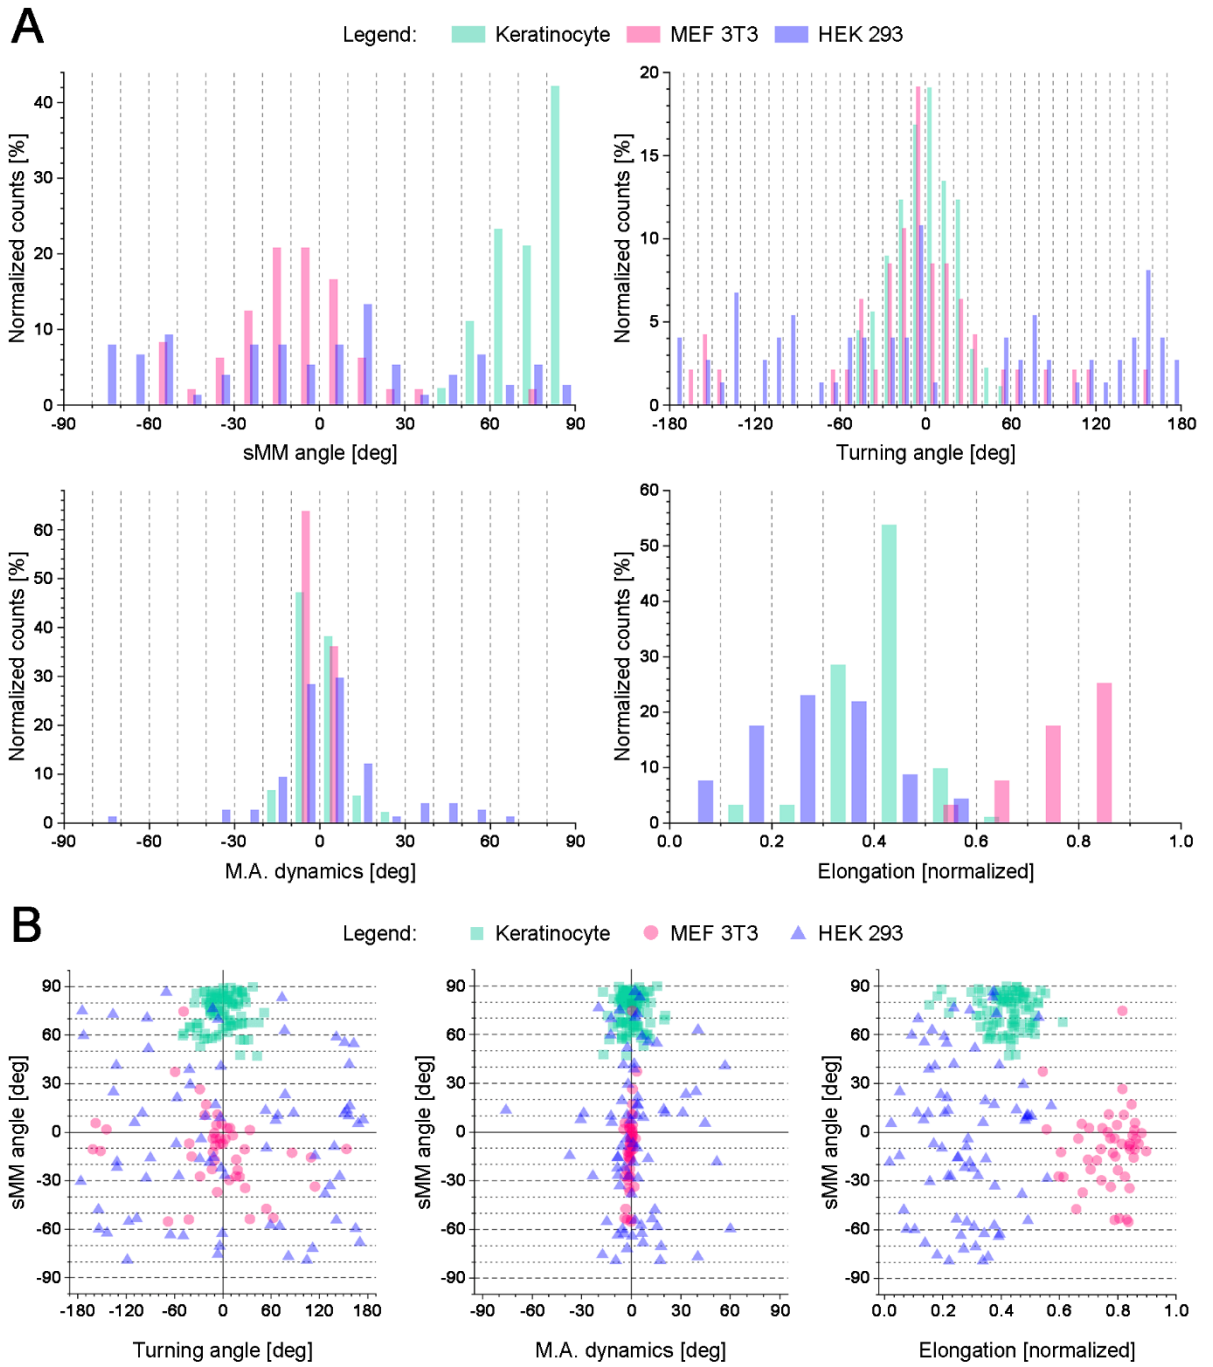 A
Legend: Keratinocyte MEF 3T3 HEK 293
Normalized counts [%]
40
30
20
10
0
-90 -60 -30 0 30 60 90
sMM angle [deg]
Normalized counts [%]
20
15
10
5
0
-180 -120 -60 0 60 120 180
Turning angle [deg]
Normalized counts [%]
60
50
40
30
20
10
0
-90 -60 -30 0 30 60 90
M.A. dynamics [deg]
Normalized counts [%]
60
50
40
30
20
10
0
0.0 0.2 0.4 0.6 0.8 1.0
Elongation [normalized]
B
Legend: Keratinocyte MEF 3T3 HEK 293
sMM angle [deg]
90
60
30
0
-30
-60
-90
-180 -120 -60 0 60 120 180
Turning angle [deg]
sMM angle [deg]
90
60
30
0
-30
-60
-90
-90 -60 -30 0 30 60 90
M.A. dynamics [deg]
sMM angle [deg]
90
60
30
0
-30
-60
-90
0.0 0.2 0.4 0.6 0.8 1.0
Elongation [normalized]